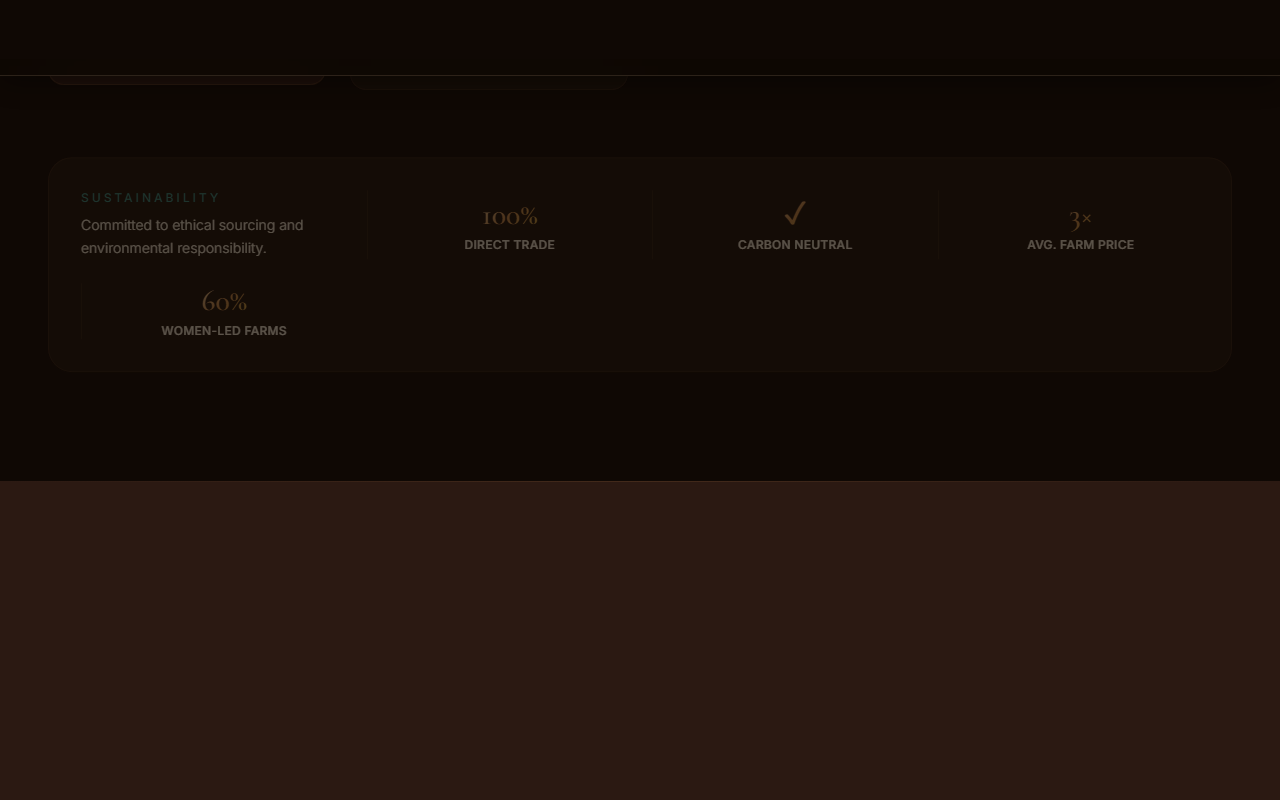 SUSTAINABILITY
Committed to ethical sourcing and
environmental responsibility.
100%
DIRECT TRADE
✓
CARBON NEUTRAL
3×
AVG. FARM PRICE
60%
WOMEN-LED FARMS